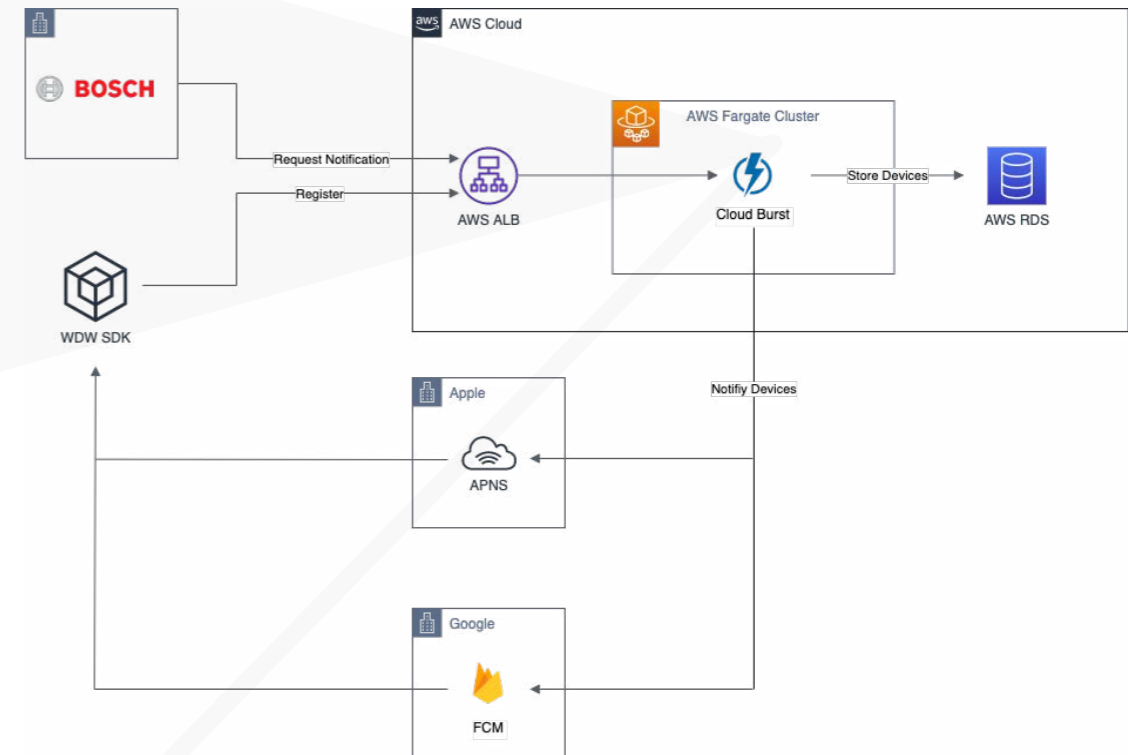 aws
AWS Cloud
BOSCH
AWS Fargate Cluster
Request Notification
Register
AWS ALB
Cloud Burst
Store Devices
AWS RDS
WDW SDK
Notifiy Devices
Apple
APNS
Google
FCM